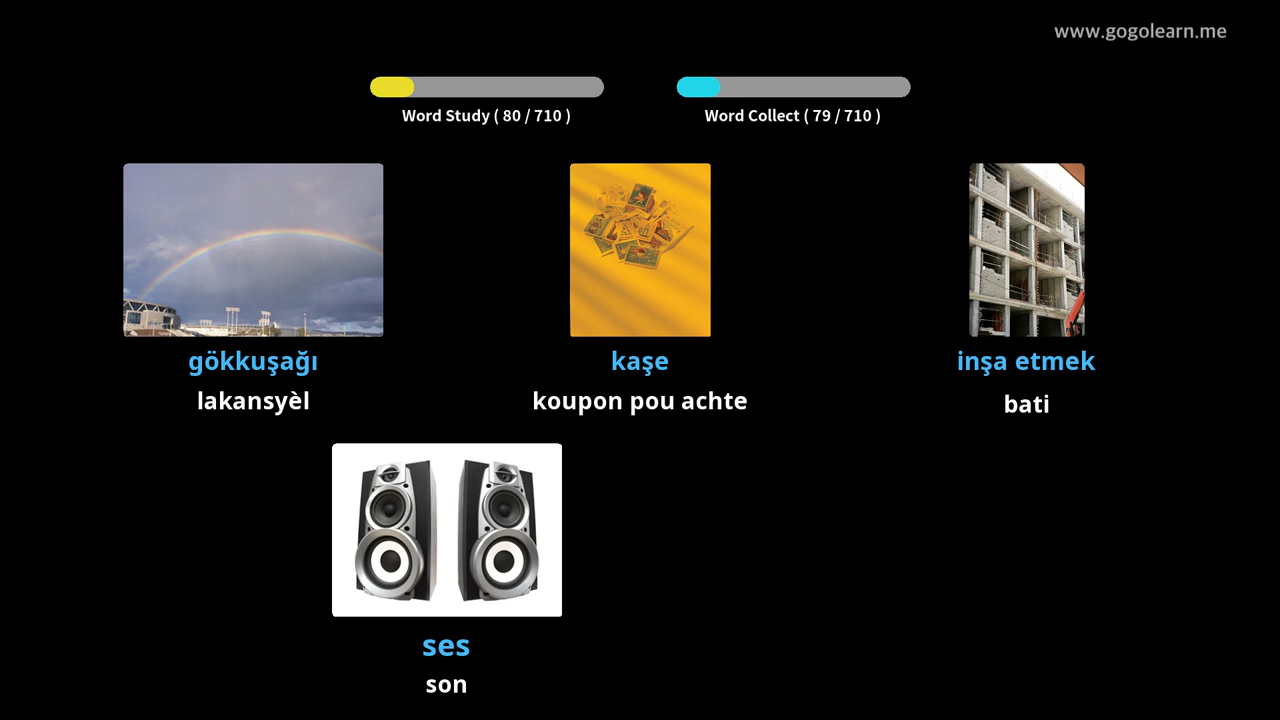 www.gogolearn.me
Word Study ( 80 / 710 )
Word Collect ( 79 / 710 )
gökkuşağı
lakansyèl
kaşe
koupon pou achte
inşa etmek
bati
ses
son